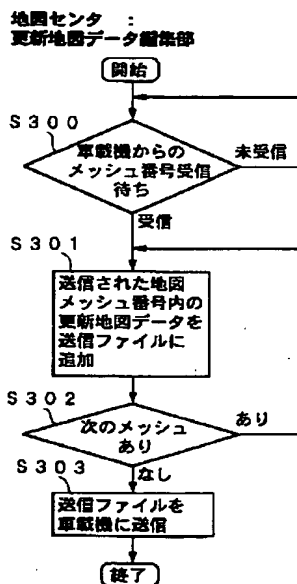 地図センタ :
更新地図データ編集部
開始
S300
車載機からの
メッシュ番号受信
待ち
未受信
受信
S301
送信された地図
メッシュ番号内の
更新地図データを
送信ファイルに
追加
S302
次のメッシュ
あり
あり
なし
S303
送信ファイルを
車載機に送信
終了